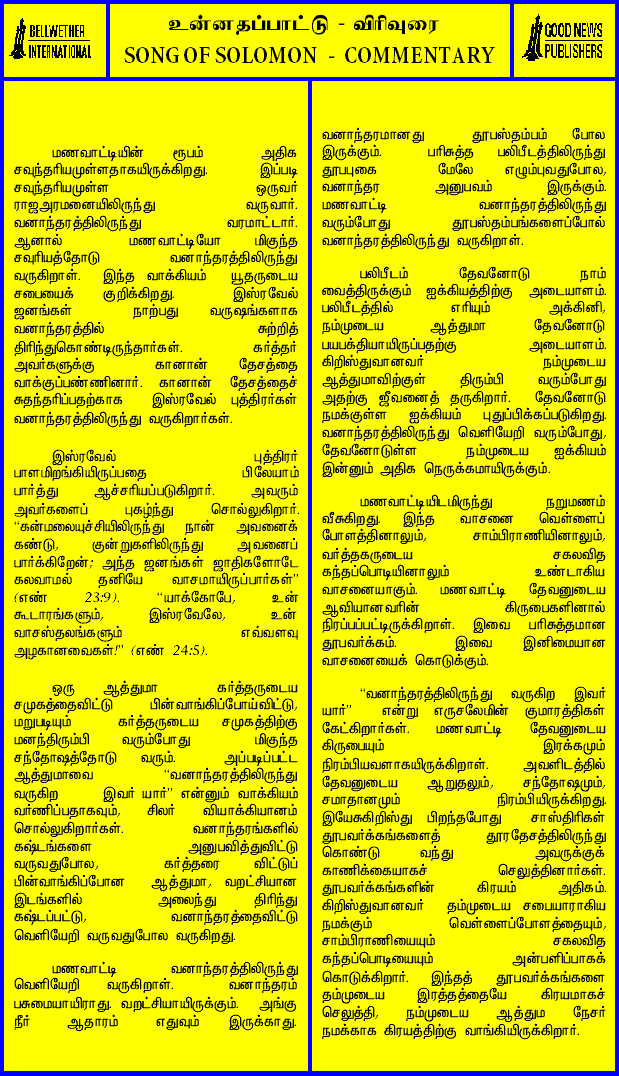 BELLWETHER
INTERNATIONAL
உன்னதப்பாட்டு - விரிவுரை
SONG OF SOLOMON - COMMENTARY
GOOD NEWS
PUBLISHERS
மணவாட்டியின் ரூபம் அதிக
சவுந்தரியமுள்ளதாகயிருக்கிறது. இப்படி
சவுந்தரியமுள்ள ஒருவர்
ராஜஅரமனையிலிருந்து வருவார்.
வனாந்தரத்திலிருந்து வரமாட்டார்.
ஆனால் மணவாட்டியோ மிகுந்த
சவுரியத்தோடு வனாந்தரத்திலிருந்து
வருகிறாள். இந்த வாக்கியம் யூதருடைய
சபையைக் குறிக்கிறது. இஸ்ரவேல்
ஜனங்கள் நாற்பது வருஷங்களாக
வனாந்தரத்தில் சுற்றித்
திரிந்துகொண்டிருந்தார்கள். கர்த்தர்
அவர்களுக்கு கானான் தேசத்தை
வாக்குப்பண்ணினார். கானான் தேசத்தைச்
சுதந்தரிப்பதற்காக இஸ்ரவேல் புத்திரர்கள்
வனாந்தரத்திலிருந்து வருகிறார்கள்.
இஸ்ரவேல் புத்திரர்
பாளமிறங்கியிருப்பதை பிலேயாம்
பார்த்து ஆச்சரியப்படுகிறார். அவரும்
அவர்களைப் புகழ்ந்து சொல்லுகிறார்.
"கன்மலையுச்சியிலிருந்து நான் அவனைக்
கண்டு, குன்றுகளிலிருந்து அவனைப்
பார்க்கிறேன்; அந்த ஜனங்கள் ஜாதிகளோடே
கலவாமல் தனியே வாசமாயிருப்பார்கள்"
(எண் 23:9). "யாக்கோபே, உன்
கூடாரங்களும், இஸ்ரவேலே, உன்
வாசஸ்தலங்களும் எவ்வளவு
அழகானவைகள்!" (எண் 24:5).
ஒரு ஆத்துமா கர்த்தருடைய
சமுகத்தைவிட்டு பின்வாங்கிப்போய்விட்டு,
மறுபடியும் கர்த்தருடைய சமுகத்திற்கு
மனந்திரும்பி வரும்போது மிகுந்த
சந்தோஷத்தோடு வரும். அப்படிப்பட்ட
ஆத்துமாவை "வனாந்தரத்திலிருந்து
வருகிற இவர் யார்" என்னும் வாக்கியம்
வர்ணிப்பதாகவும், சிலர் வியாக்கியானம்
சொல்லுகிறார்கள். வனாந்தரங்களில்
கஷ்டங்களை அனுபவித்துவிட்டு
வருவதுபோல, கர்த்தரை விட்டுப்
பின்வாங்கிப்போன ஆத்துமா, வறட்சியான
இடங்களில் அலைந்து திரிந்து
கஷ்டப்பட்டு, வனாந்தரத்தைவிட்டு
வெளியேறி வருவதுபோல வருகிறது.
மணவாட்டி வனாந்தரத்திலிருந்து
வெளியேறி வருகிறாள். வனாந்தரம்
பசுமையாயிராது. வறட்சியாயிருக்கும். அங்கு
நீர் ஆதாரம் எதுவும் இருக்காது.
வனாந்தரமானது தூபஸ்தம்பம் போல
இருக்கும். பரிசுத்த பலிபீடத்திலிருந்து
தூபபுகை மேலே எழும்புவதுபோல,
வனாந்தர அனுபவம் இருக்கும்.
மணவாட்டி வனாந்தரத்திலிருந்து
வரும்போது தூபஸ்தம்பங்களைப்போல்
வனாந்தரத்திலிருந்து வருகிறாள்.
பலிபீடம் தேவனோடு நாம்
வைத்திருக்கும் ஐக்கியத்திற்கு அடையாளம்.
பலிபீடத்தில் எரியும் அக்கினி,
நம்முடைய ஆத்துமா தேவனோடு
பயபக்தியாயிருப்பதற்கு அடையாளம்.
கிறிஸ்துவானவர் நம்முடைய
ஆத்துமாவிற்குள் திரும்பி வரும்போது
அதற்கு ஜீவனைத் தருகிறார். தேவனோடு
நமக்குள்ள ஐக்கியம் புதுப்பிக்கப்படுகிறது.
வனாந்தரத்திலிருந்து வெளியேறி வரும்போது,
தேவனோடுள்ள நம்முடைய ஐக்கியம்
இன்னும் அதிக நெருக்கமாயிருக்கும்.
மணவாட்டியிடமிருந்து நறுமணம்
வீசுகிறது. இந்த வாசனை வெள்ளைப்
போளத்தினாலும், சாம்பிராணியினாலும்,
வர்த்தகருடைய சகலவித
கந்தப்பொடியினாலும் உண்டாகிய
வாசனையாகும். மணவாட்டி தேவனுடைய
ஆவியானவரின் கிருபைகளினால்
நிரப்பப்பட்டிருக்கிறாள். இவை பரிசுத்தமான
தூபவர்க்கம். இவை இனிமையான
வாசனையைக் கொடுக்கும்.
"வனாந்தரத்திலிருந்து வருகிற இவர்
யார்" என்று எருசலேமின் குமாரத்திகள்
கேட்கிறார்கள். மணவாட்டி தேவனுடைய
கிருபையும் இரக்கமும்
நிரம்பியவளாகயிருக்கிறாள். அவளிடத்தில்
தேவனுடைய ஆறுதலும், சந்தோஷமும்,
சமாதானமும் நிரம்பியிருக்கிறது.
இயேசுகிறிஸ்து பிறந்தபோது சாஸ்திரிகள்
தூபவர்க்கங்களைத் தூரதேசத்திலிருந்து
கொண்டு வந்து அவருக்குக்
காணிக்கையாகச் செலுத்தினார்கள்.
தூபவர்க்கங்களின் கிரயம் அதிகம்.
கிறிஸ்துவானவர் தம்முடைய சபையாராகிய
நமக்கும் வெள்ளைப்போளத்தையும்,
சாம்பிராணியையும் சகலவித
கந்தப்பொடியையும் அன்பளிப்பாகக்
கொடுக்கிறார். இந்தத் தூபவர்க்கங்களை
தம்முடைய இரத்தத்தையே கிரயமாகச்
செலுத்தி, நம்முடைய ஆத்தும நேசர்
நமக்காக கிரயத்திற்கு வாங்கியிருக்கிறார்.